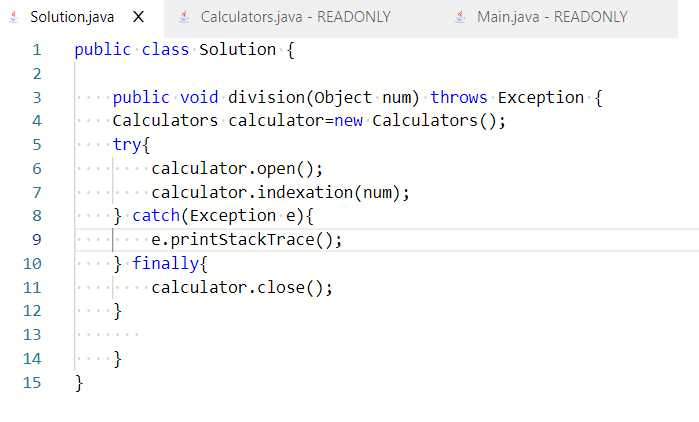 Solution.java X Calculators.java - READONLY Main.java - READONLY
1 public class Solution {
2
3 public void division(Object num) throws Exception {
4 Calculators calculator=new Calculators();
5 try{
6 calculator.open();
7 calculator.indexation(num);
8 } catch(Exception e){
9 e.printStackTrace();
10 } finally{
11 calculator.close();
12 }
13
14 }
15 }